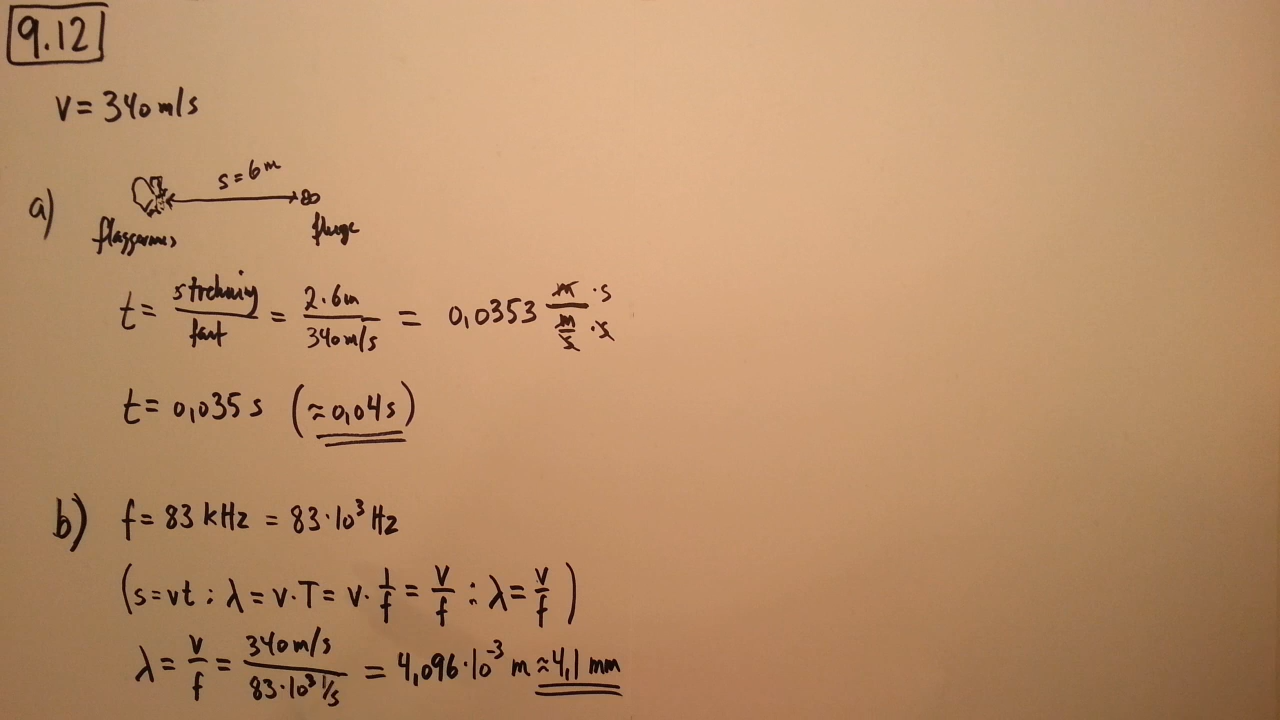 9.12
v = 340 m/s
a)
s = 6 m
flaggermus
fluge
t = strekning / fart = 2·6m / 340 m/s = 0,0353 m·s / (m/s · s)
t = 0,035 s (≈ 0,04 s)
b) f = 83 kHz = 83·10³ Hz
(s = vt ; λ = v·T = v·1/f = v/f ; λ = v/f)
λ = v/f = 340 m/s / 83·10³ 1/s = 4,096·10⁻³ m ≈ 4,1 mm